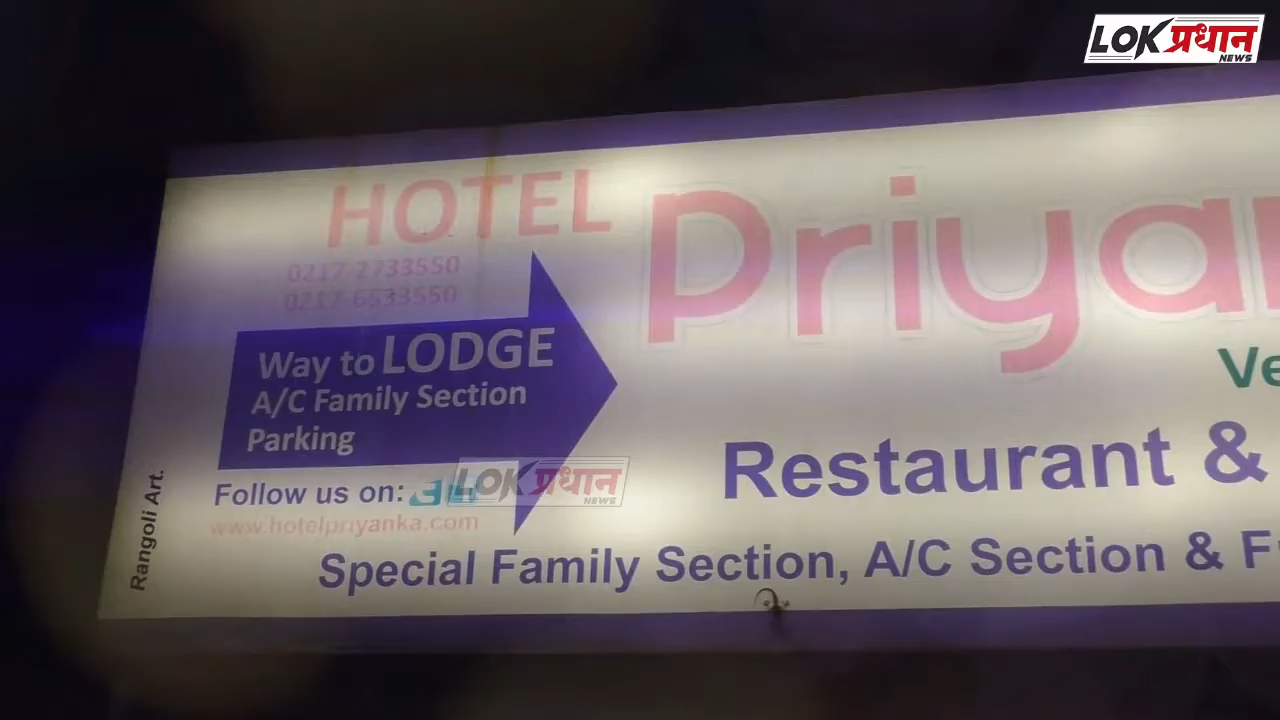 LOK प्रधान
NEWS
HOTEL
Priya
0217-2733550
0217-6533550
Way to LODGE
A/C Family Section
Parking
Ve
Restaurant &
Follow us on:
LOK प्रधान
NEWS
www.hotelpriyanka.com
Special Family Section, A/C Section & F
Rangoli Art.